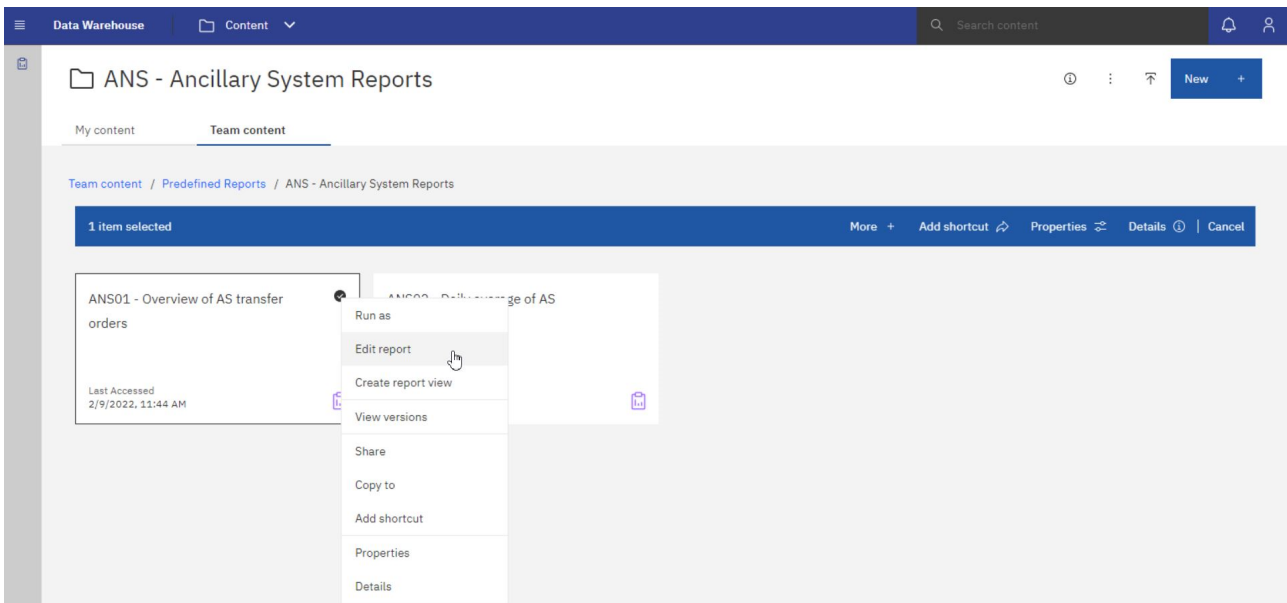 Data Warehouse
Content
Search content
ANS - Ancillary System Reports
New +
My content
Team content
Team content / Predefined Reports / ANS - Ancillary System Reports
1 item selected
More +
Add shortcut
Properties
Details
| Cancel
ANS01 - Overview of AS transfer
orders
Last Accessed
2/9/2022, 11:44 AM
ANS02 - Daily average of AS
Run as
Edit report
Create report view
View versions
Share
Copy to
Add shortcut
Properties
Details